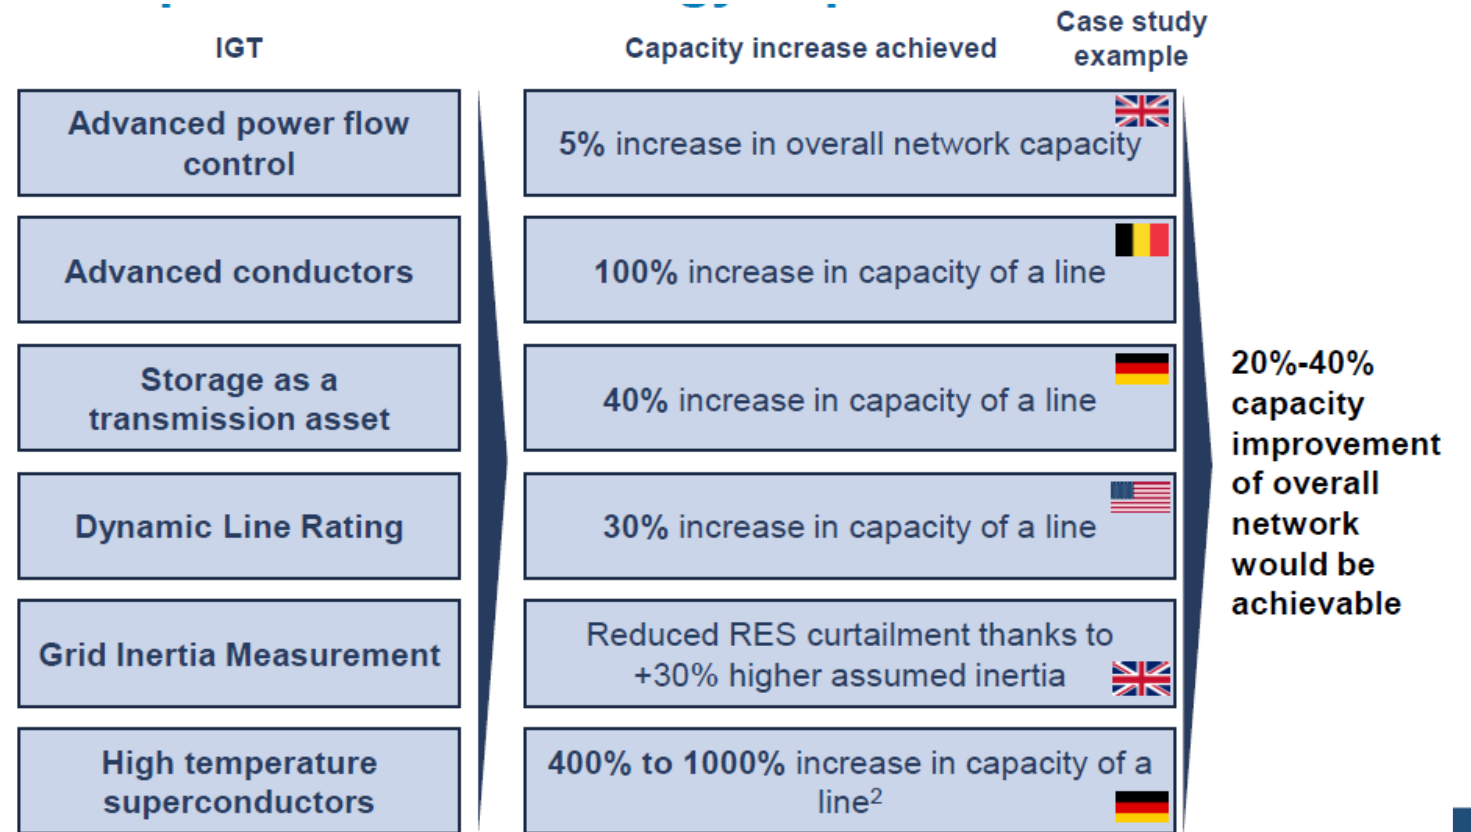 IGT
Capacity increase achieved
Case study
example
Advanced power flow
control
5% increase in overall network capacity
Advanced conductors
100% increase in capacity of a line
Storage as a
transmission asset
40% increase in capacity of a line
Dynamic Line Rating
30% increase in capacity of a line
Grid Inertia Measurement
Reduced RES curtailment thanks to
+30% higher assumed inertia
High temperature
superconductors
400% to 1000% increase in capacity of a
line²
20%-40%
capacity
improvement
of overall
network
would be
achievable